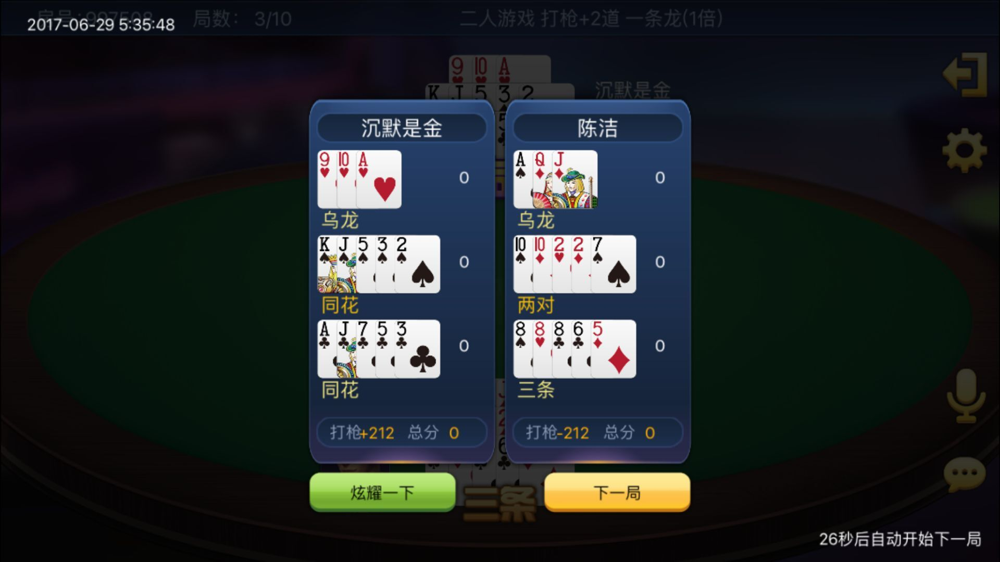 2017-06-29 5:35:48
局数: 3/10
二人游戏 打枪+2道 一条龙(1倍)
9 10 A
K J 5 3 2
沉默是金
沉默是金
陈洁
9 10 A
0
A Q J
0
乌龙
乌龙
K J 5 3 2
0
10 10 2 2 7
0
同花
两对
A J 7 5 3
0
8 8 8 6 5
0
同花
三条
打枪+212 总分 0
打枪-212 总分 0
炫耀一下
三条
下一局
26秒后自动开始下一局